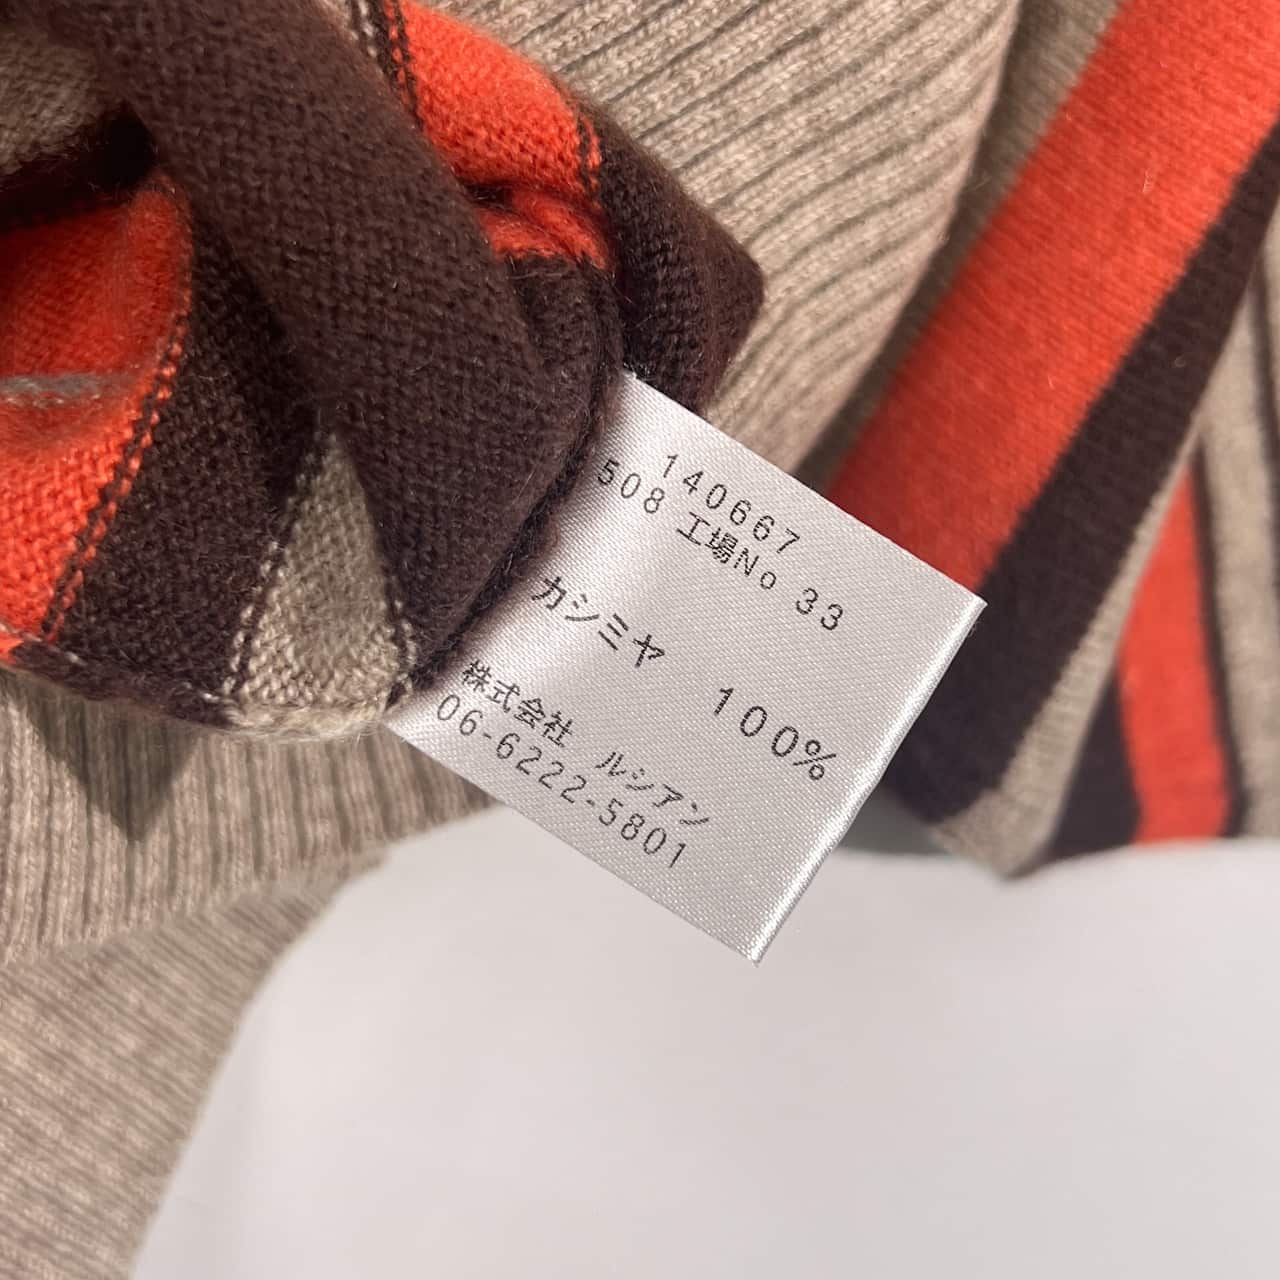 140667
508 工場No 33
カシミヤ 100%
株式会社 ルシアン
06-6222-5801